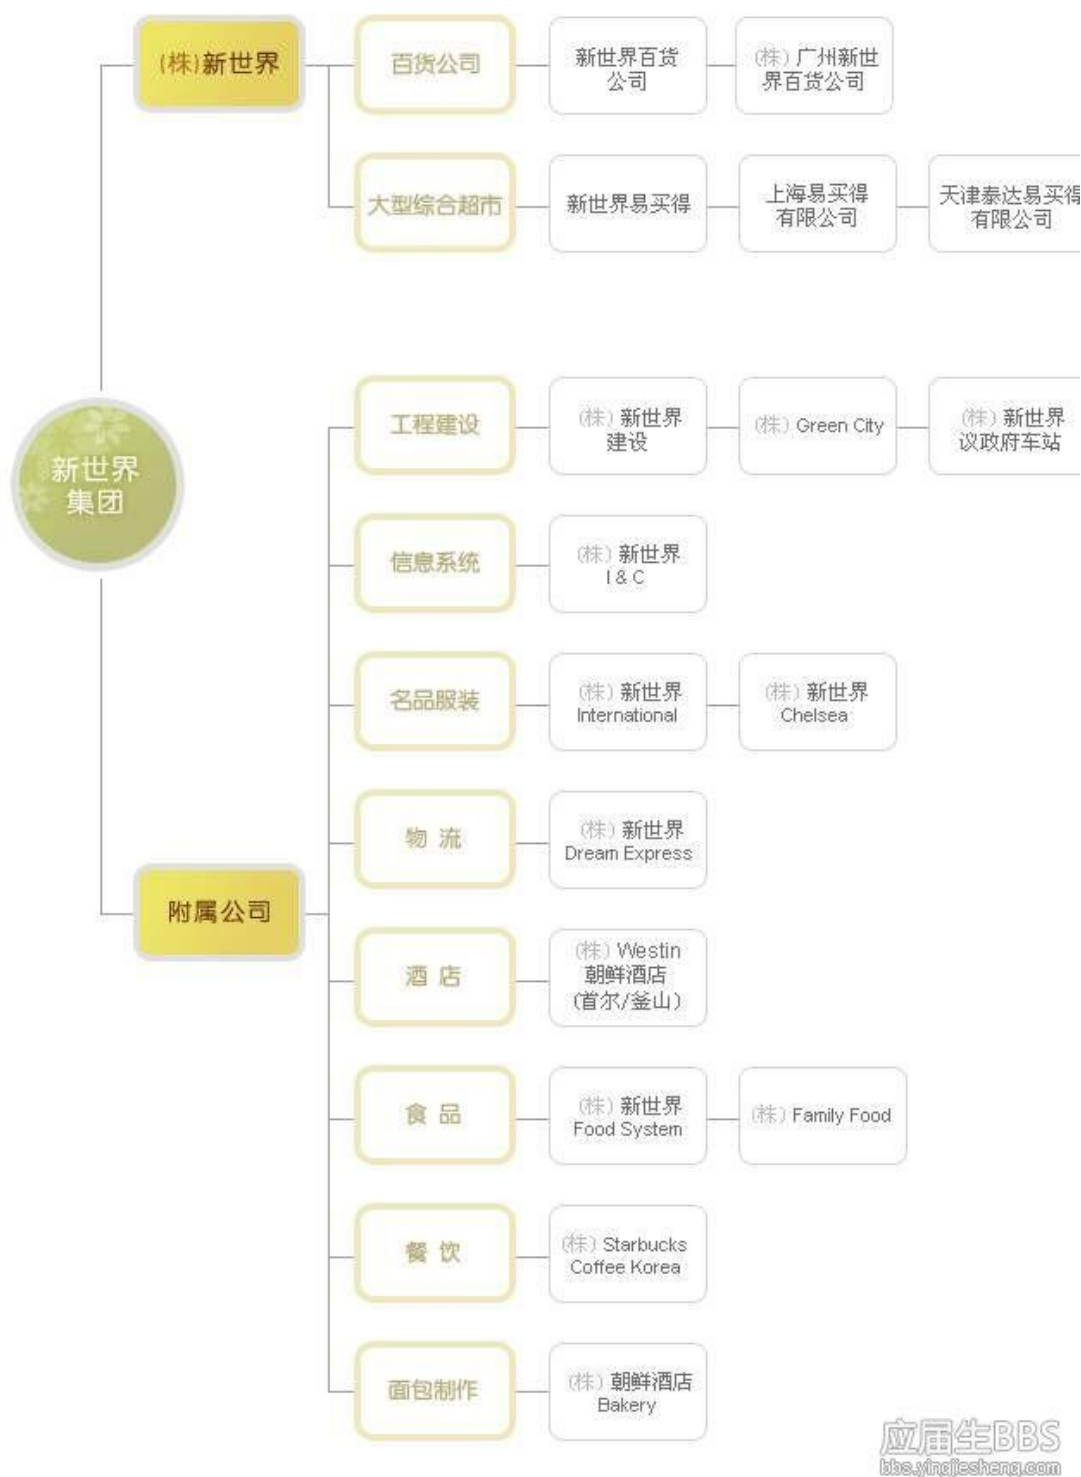 (株)新世界
百货公司
新世界百货
公司
(株) 广州新世
界百货公司
大型综合超市
新世界易买得
上海易买得
有限公司
天津泰达易买得
有限公司
新世界
集团
工程建设
(株) 新世界
建设
(株) Green City
(株) 新世界
议政府车站
信息系统
(株) 新世界
I & C
名品服装
(株) 新世界
International
(株) 新世界
Chelsea
物 流
(株) 新世界
Dream Express
附属公司
酒 店
(株) Westin
朝鲜酒店
(首尔/釜山)
食 品
(株) 新世界
Food System
(株) Family Food
餐 饮
(株) Starbucks
Coffee Korea
面包制作
(株) 朝鲜酒店
Bakery
应届生BBS
bbs.yingjiesheng.com